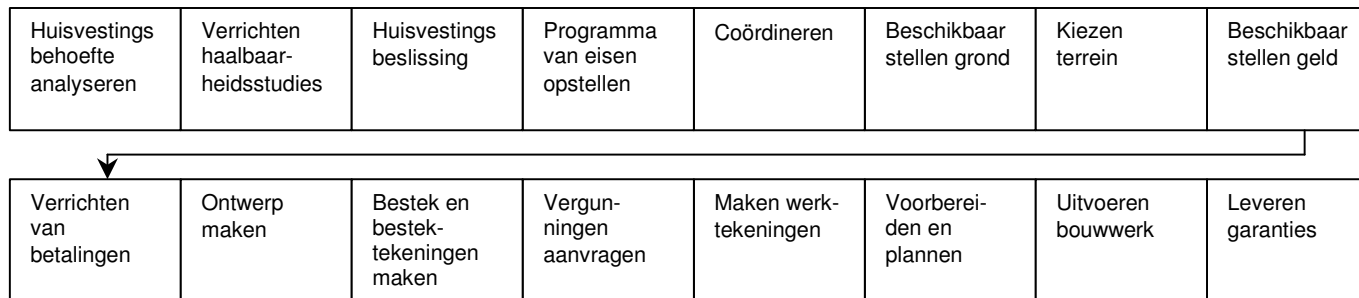 Huisvestings
behoefte
analyseren
Verrichten
haalbaar-
heidsstudies
Huisvestings
beslissing
Programma
van eisen
opstellen
Coördineren
Beschikbaar
stellen grond
Kiezen
terrein
Beschikbaar
stellen geld
Verrichten
van
betalingen
Ontwerp
maken
Bestek en
bestek-
tekeningen
maken
Vergun-
ningen
aanvragen
Maken werk-
tekeningen
Voorberei-
den en
plannen
Uitvoeren
bouwwerk
Leveren
garanties